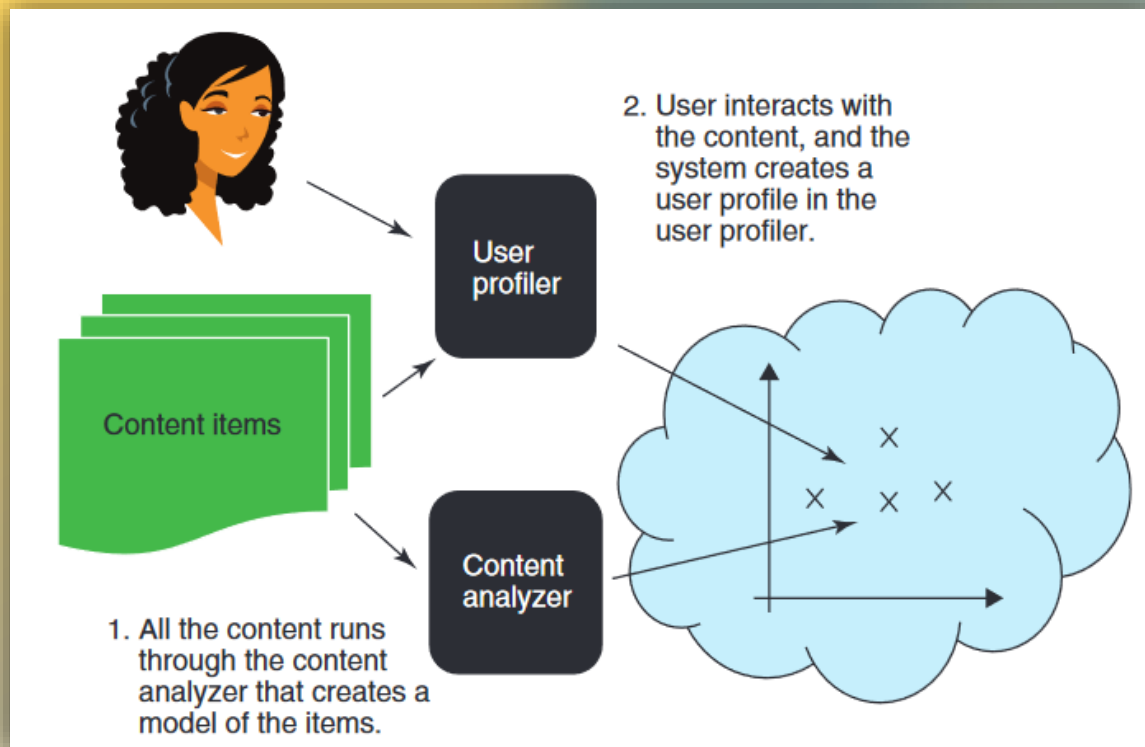 2. User interacts with
the content, and the
system creates a
user profile in the
user profiler.
User
profiler
Content items
Content
analyzer
1. All the content runs
through the content
analyzer that creates a
model of the items.